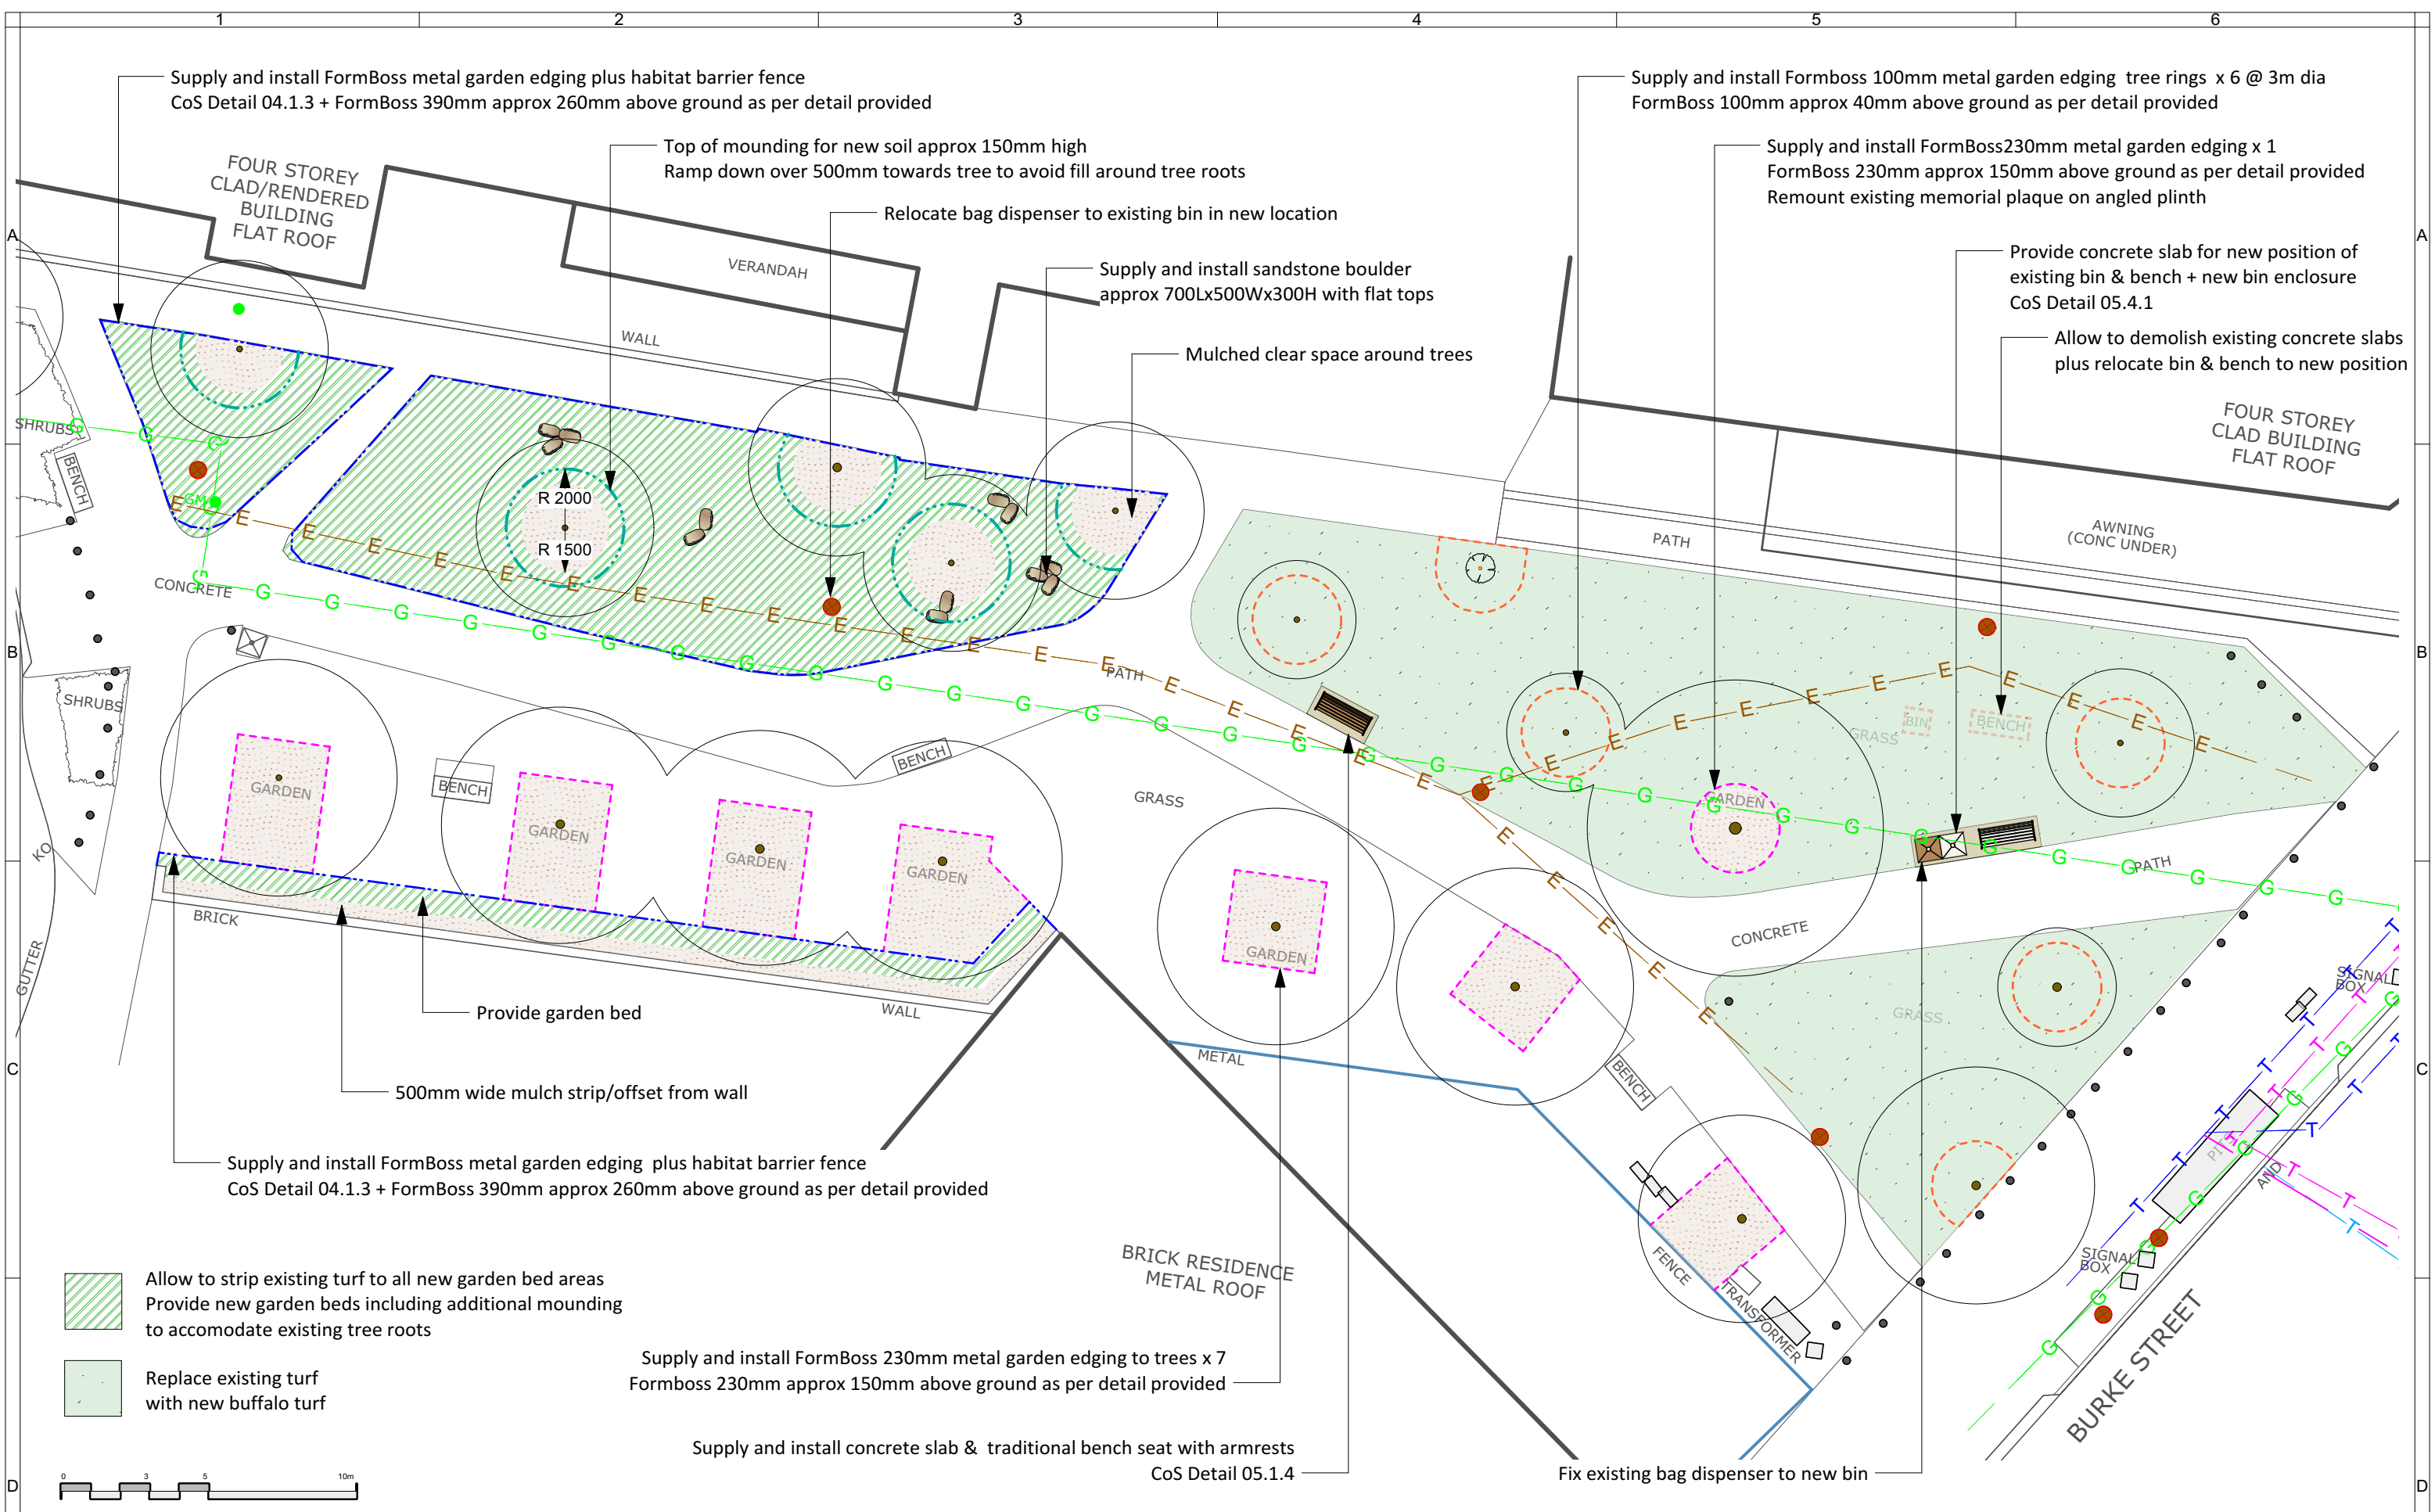 1 2 3 4 5 6
Supply and install FormBoss metal garden edging plus habitat barrier fence
CoS Detail 04.1.3 + FormBoss 390mm approx 260mm above ground as per detail provided
Supply and install Formboss 100mm metal garden edging  tree rings  x 6 @ 3m dia
FormBoss 100mm approx 40mm above ground as per detail provided
Top of mounding for new soil approx 150mm high
Ramp down over 500mm towards tree to avoid fill around tree roots
Supply and install FormBoss230mm metal garden edging x 1
FormBoss 230mm approx 150mm above ground as per detail provided
Remount existing memorial plaque on angled plinth
FOUR STOREY
CLAD/RENDERED
BUILDING
FLAT ROOF
Relocate bag dispenser to existing bin in new location
A
A
VERANDAH
Supply and install sandstone boulder
approx 700Lx500Wx300H with flat tops
Provide concrete slab for new position of
existing bin & bench + new bin enclosure
CoS Detail 05.4.1
WALL
Mulched clear space around trees
Allow to demolish existing concrete slabs
plus relocate bin & bench to new position
FOUR STOREY
CLAD BUILDING
FLAT ROOF
SHRUBS
BENCH
GM
R 2000
R 1500
PATH
AWNING
(CONC UNDER)
CONCRETE
B
B
PATH
SHRUBS
BIN
BENCH
GRASS
BENCH
BENCH
GRASS
GARDEN
GARDEN
GARDEN
GARDEN
GARDEN
KO
PATH
BRICK
CONCRETE
GARDEN
GUTTER
SIGNAL
BOX
WALL
GRASS
Provide garden bed
METAL
C
C
BENCH
500mm wide mulch strip/offset from wall
PITS
AND
Supply and install FormBoss metal garden edging  plus habitat barrier fence
CoS Detail 04.1.3 + FormBoss 390mm approx 260mm above ground as per detail provided
BRICK RESIDENCE
METAL ROOF
FENCE
SIGNAL
BOX
TRANSFORMER
Allow to strip existing turf to all new garden bed areas
Provide new garden beds including additional mounding
to accomodate existing tree roots
BURKE STREET
Supply and install FormBoss 230mm metal garden edging to trees x 7
Formboss 230mm approx 150mm above ground as per detail provided
Replace existing turf
with new buffalo turf
Supply and install concrete slab &  traditional bench seat with armrests
CoS Detail 05.1.4
Fix existing bag dispenser to new bin
0 3 5 10m
D
D